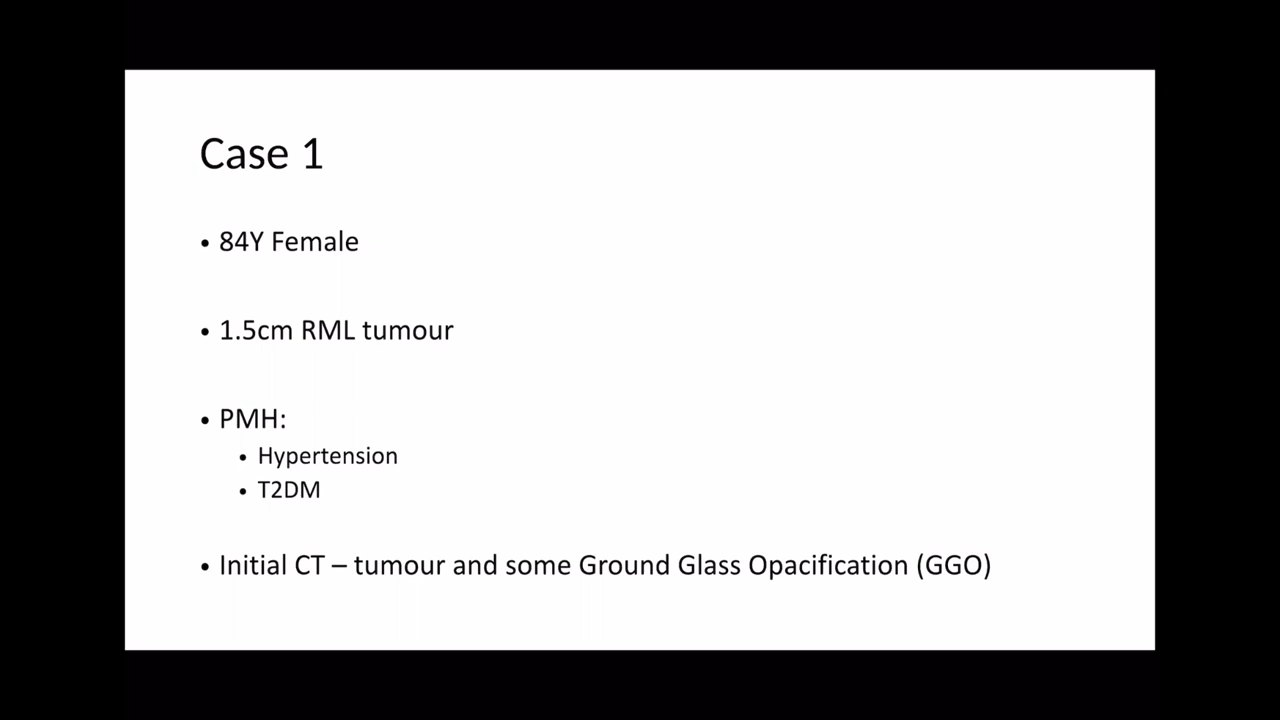 Case 1
• 84Y Female
• 1.5cm RML tumour
• PMH:
• Hypertension
• T2DM
• Initial CT – tumour and some Ground Glass Opacification (GGO)